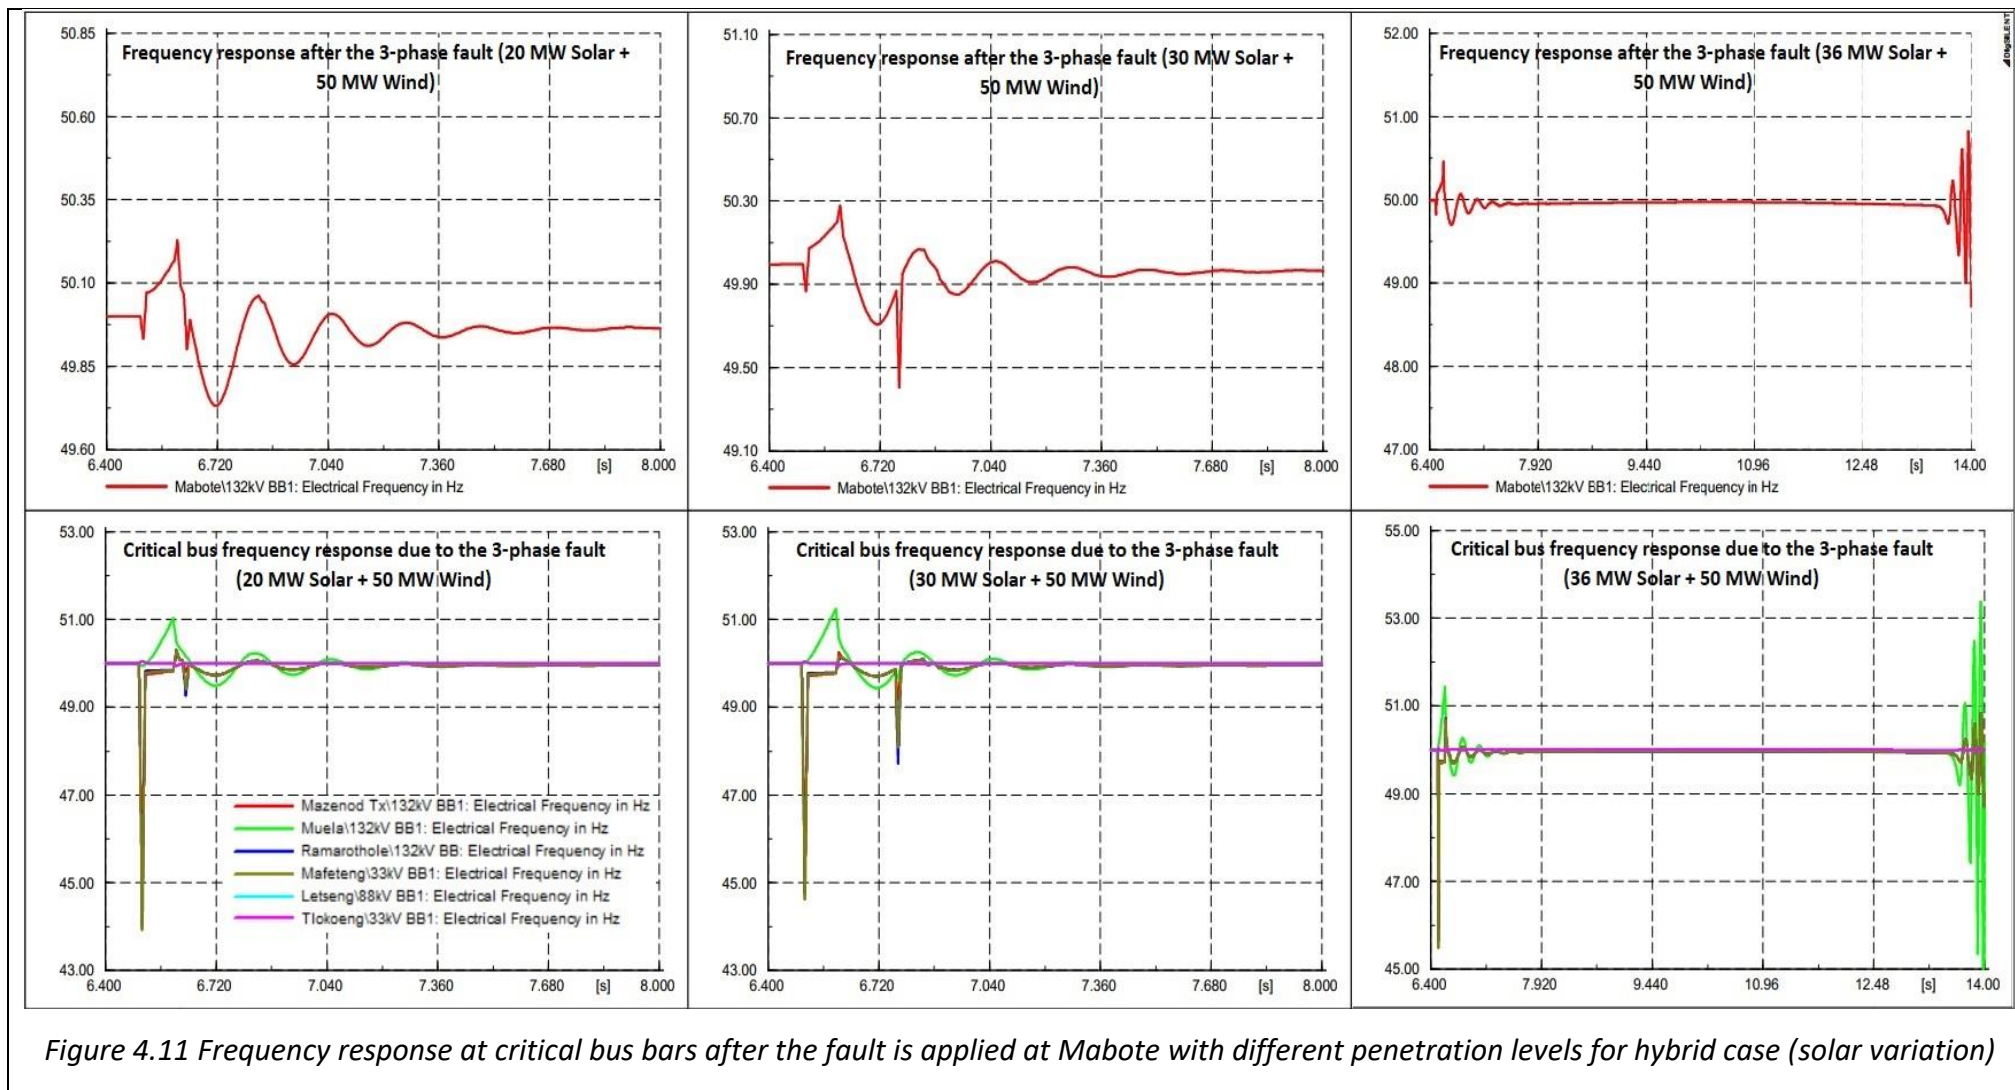 50.85
50.60
50.35
50.10
49.85
49.60
Frequency response after the 3-phase fault (20 MW Solar +
50 MW Wind)
6.400 6.720 7.040 7.360 7.680 [s] 8.000
Mabote\132kV BB1: Electrical Frequency in Hz
51.10
50.70
50.30
49.90
49.50
49.10
Frequency response after the 3-phase fault (30 MW Solar +
50 MW Wind)
6.400 6.720 7.040 7.360 7.680 [s] 8.000
Mabote\132kV BB1: Electrical Frequency in Hz
52.00
51.00
50.00
49.00
48.00
47.00
Frequency response after the 3-phase fault (36 MW Solar +
50 MW Wind)
6.400 7.920 9.440 10.96 12.48 [s] 14.00
Mabote\132kV BB1: Electrical Frequency in Hz
DIgSILENT
53.00
51.00
49.00
47.00
45.00
43.00
Critical bus frequency response due to the 3-phase fault
(20 MW Solar + 50 MW Wind)
Mazenod Tx\132kV BB1: Electrical Frequency in Hz
Muela\132kV BB1: Electrical Frequency in Hz
Ramarothole\132kV BB: Electrical Frequency in Hz
Mafeteng\33kV BB1: Electrical Frequency in Hz
Letseng\88kV BB1: Electrical Frequency in Hz
Tlokoeng\33kV BB1: Electrical Frequency in Hz
6.400 6.720 7.040 7.360 7.680 [s] 8.000
53.00
51.00
49.00
47.00
45.00
43.00
Critical bus frequency response due to the 3-phase fault
(30 MW Solar + 50 MW Wind)
6.400 6.720 7.040 7.360 7.680 [s] 8.000
55.00
53.00
51.00
49.00
47.00
45.00
Critical bus frequency response due to the 3-phase fault
(36 MW Solar + 50 MW Wind)
6.400 7.920 9.440 10.96 12.48 [s] 14.00
Figure 4.11 Frequency response at critical bus bars after the fault is applied at Mabote with different penetration levels for hybrid case (solar variation)